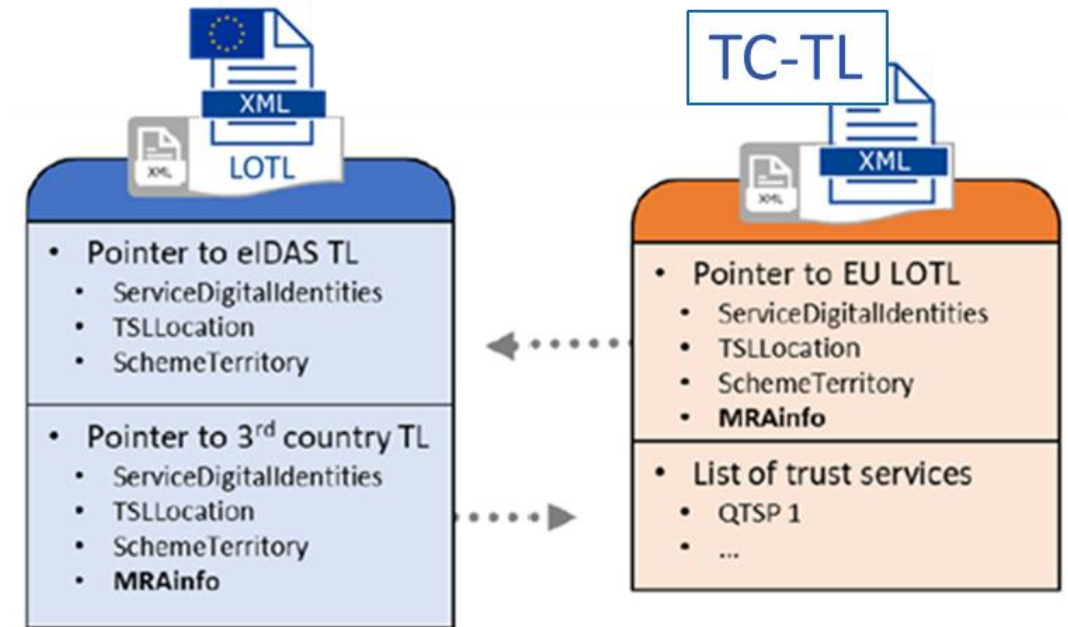 XML
XML
LOTL
• Pointer to eIDAS TL
• ServiceDigitalIdentities
• TSLLocation
• SchemeTerritory
• Pointer to 3rd country TL
• ServiceDigitalIdentities
• TSLLocation
• SchemeTerritory
• MRAinfo
TC-TL
XML
XML
• Pointer to EU LOTL
• ServiceDigitalIdentities
• TSLLocation
• SchemeTerritory
• MRAinfo
• List of trust services
• QTSP 1
• ...